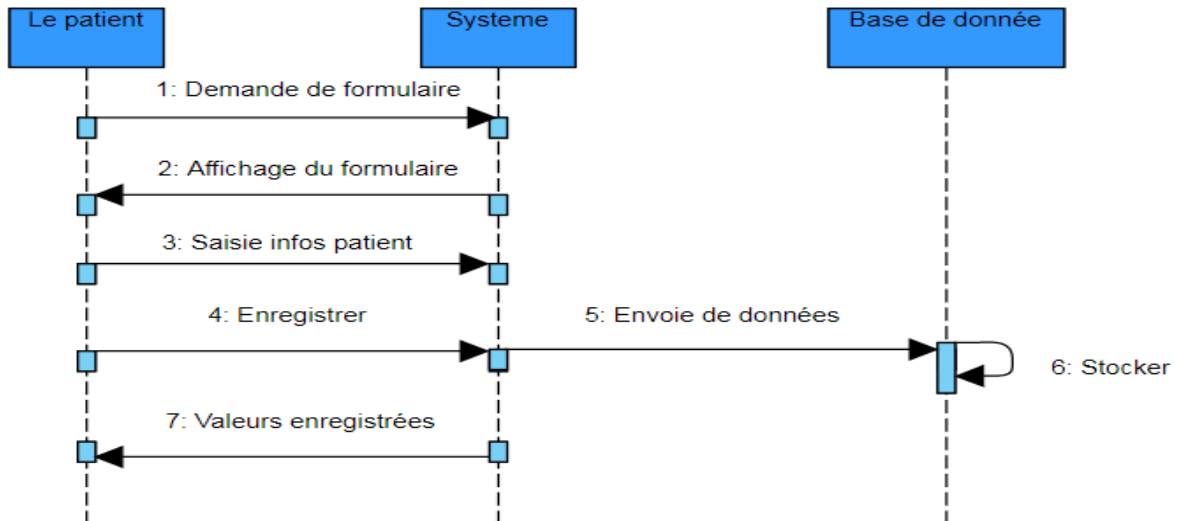 Le patient
Systeme
Base de donnée
1: Demande de formulaire
2: Affichage du formulaire
3: Saisie infos patient
4: Enregistrer
5: Envoie de données
6: Stocker
7: Valeurs enregistrées